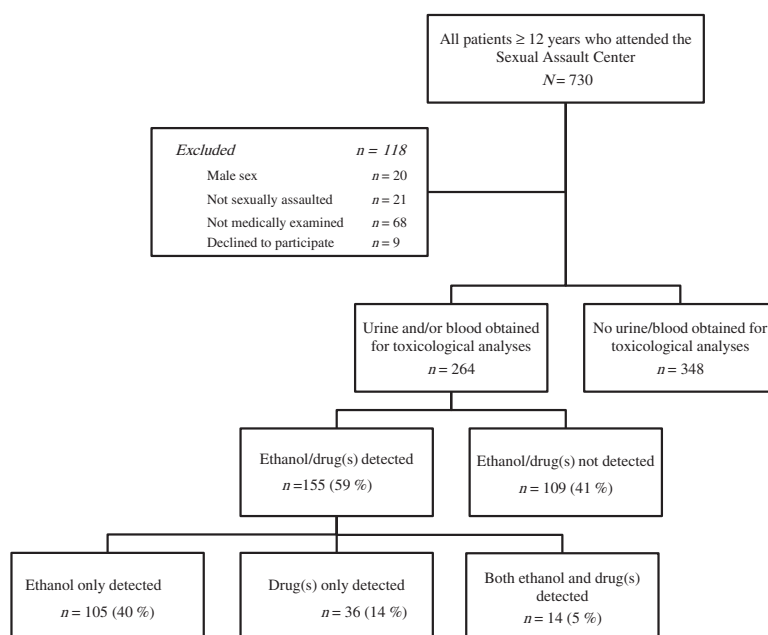 All patients ≥ 12 years who attended the
Sexual Assault Center
N = 730
Excluded n = 118
Male sex n = 20
Not sexually assaulted n = 21
Not medically examined n = 68
Declined to participate n = 9
Urine and/or blood obtained
for toxicological analyses
n = 264
No urine/blood obtained for
toxicological analyses
n = 348
Ethanol/drug(s) detected
n =155 (59 %)
Ethanol/drug(s) not detected
n = 109 (41 %)
Ethanol only detected
n = 105 (40 %)
Drug(s) only detected
n = 36 (14 %)
Both ethanol and drug(s)
detected
n = 14 (5 %)